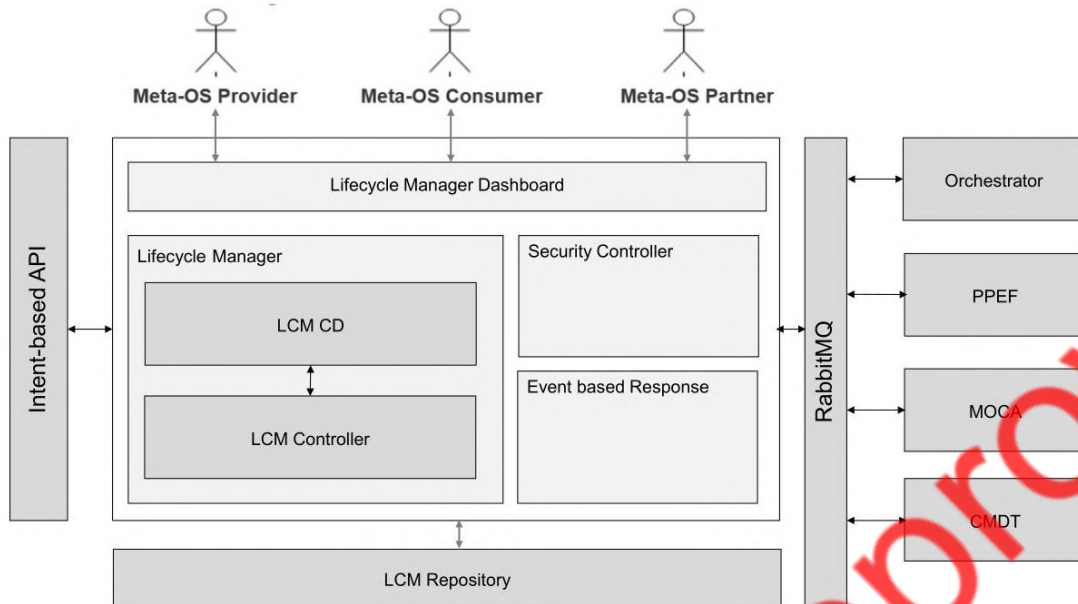 Meta-OS Provider
Meta-OS Consumer
Meta-OS Partner
Lifecycle Manager Dashboard
Intent-based API
Lifecycle Manager
LCM CD
LCM Controller
Security Controller
Event based Response
LCM Repository
RabbitMQ
Orchestrator
PPEF
MOCA
CMDT